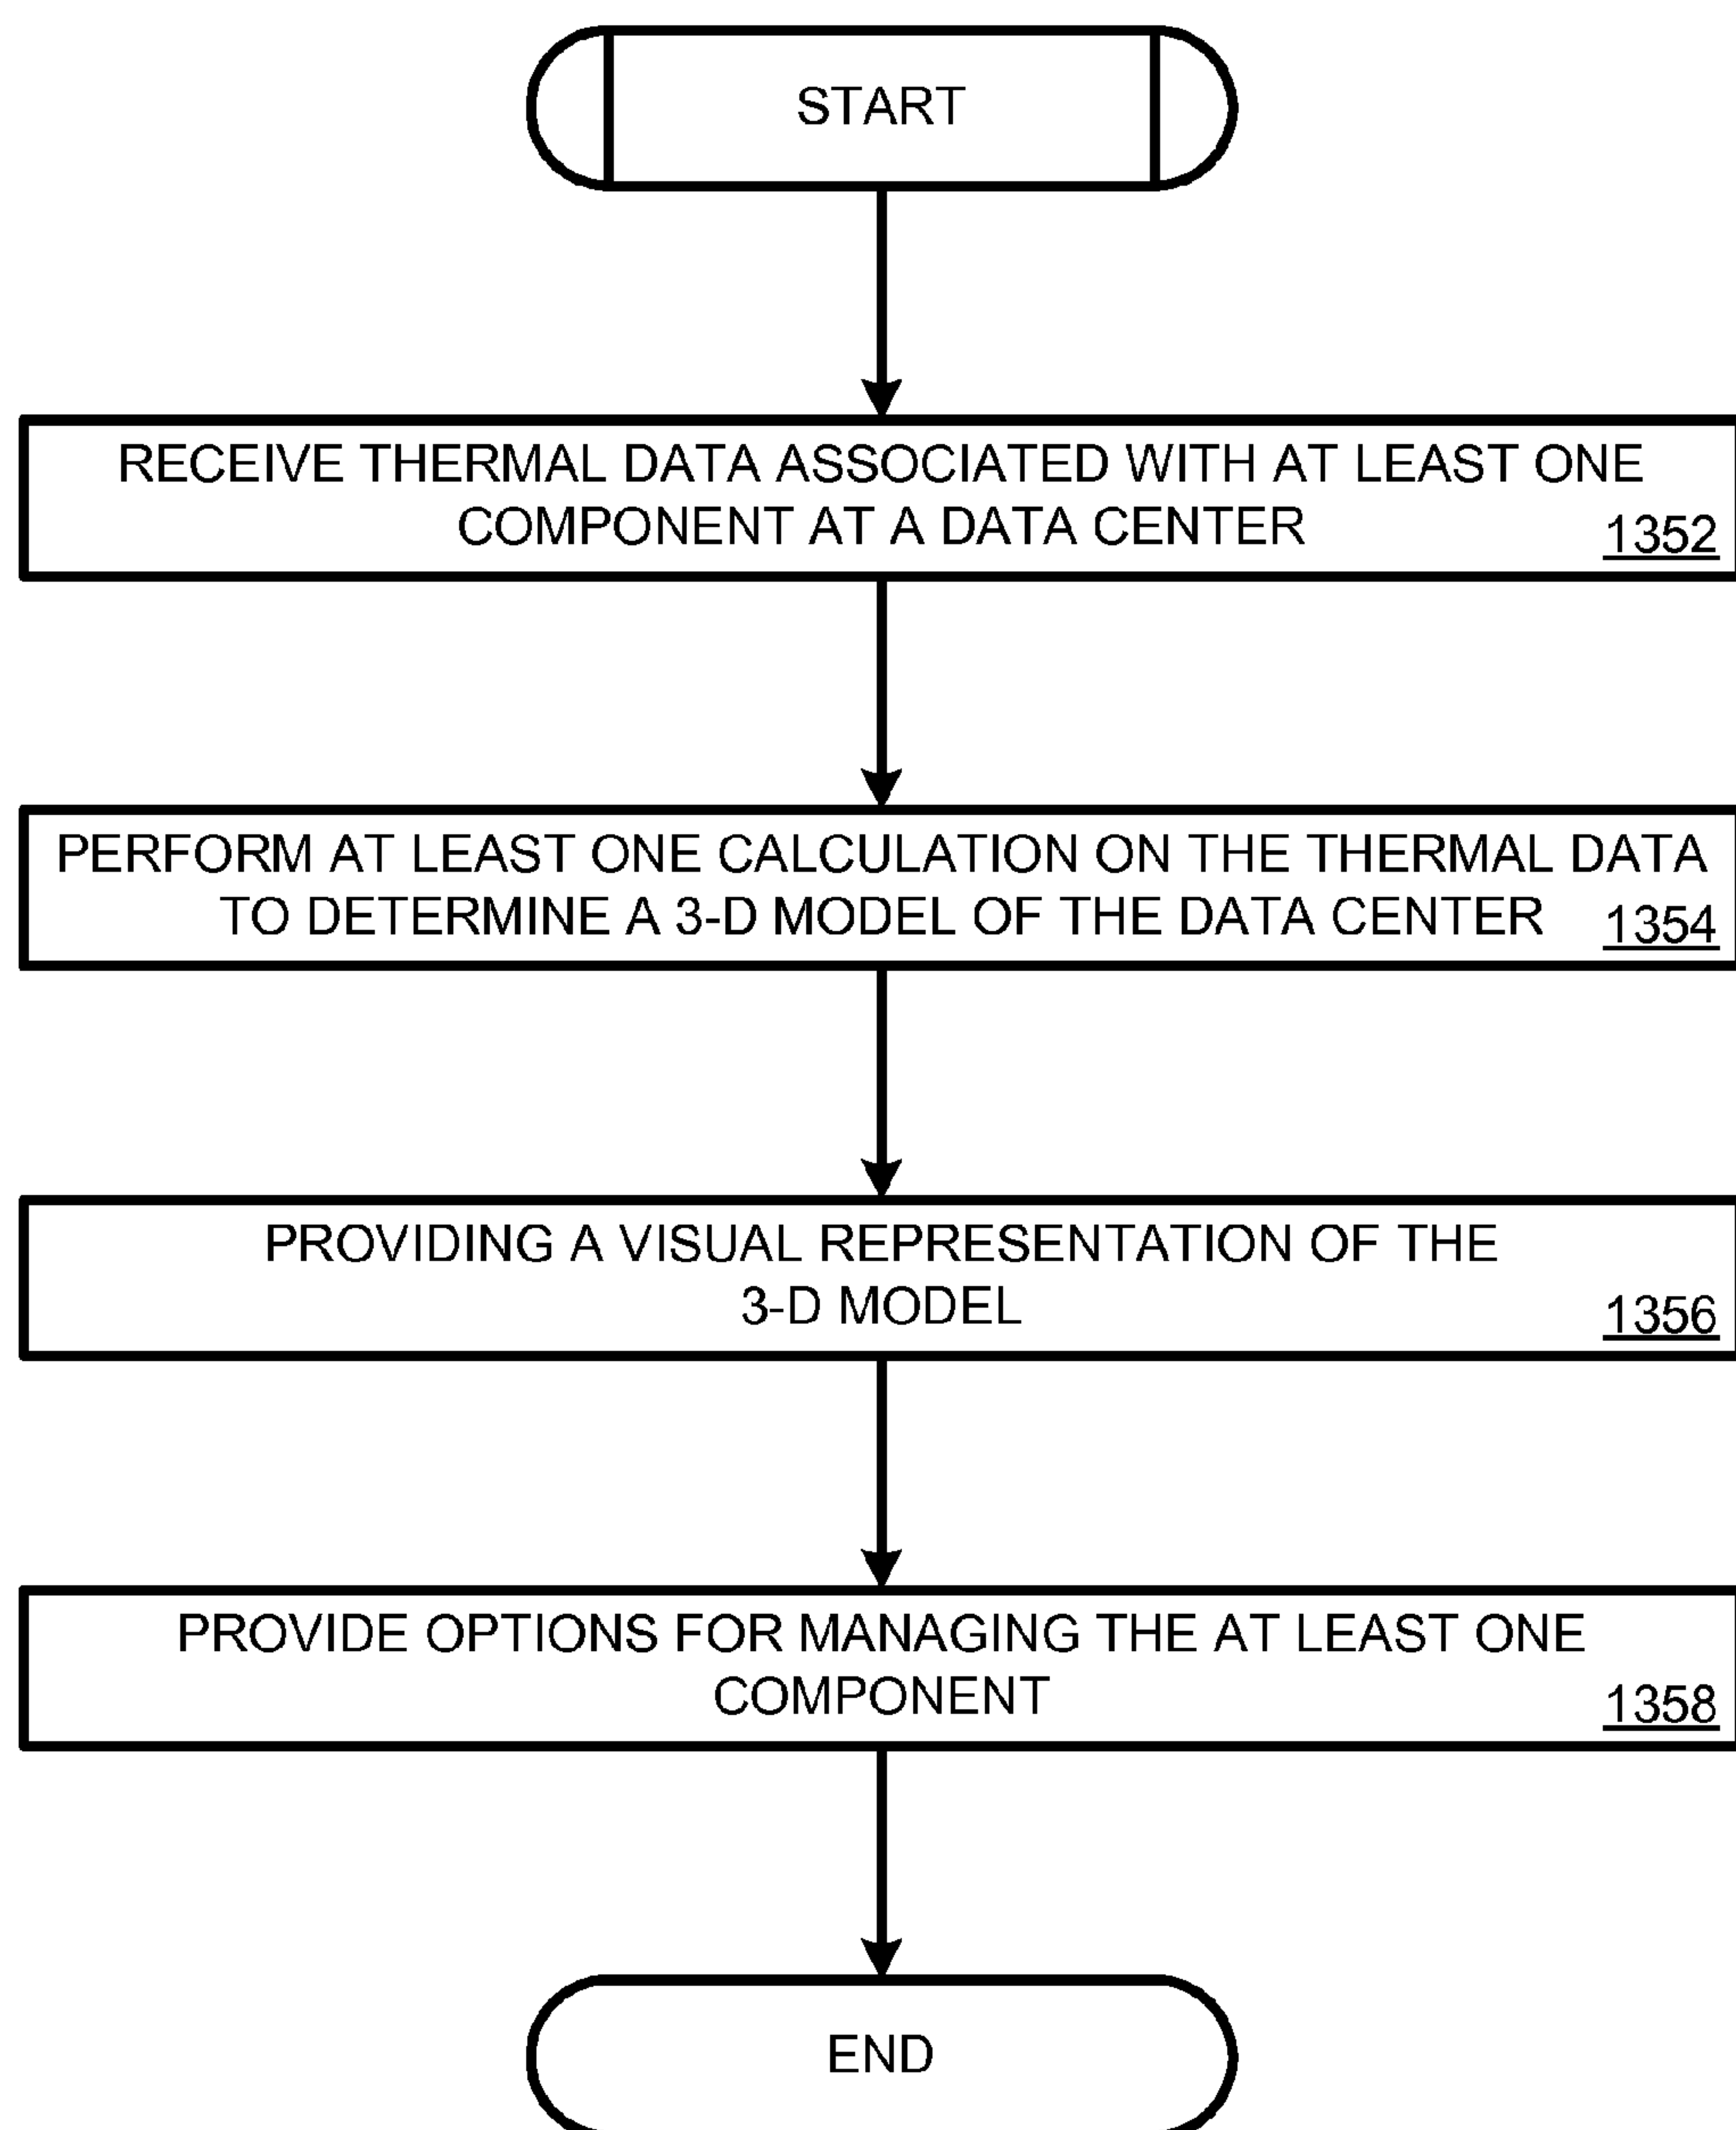 START
RECEIVE THERMAL DATA ASSOCIATED WITH AT LEAST ONE
COMPONENT AT A DATA CENTER
1352
PERFORM AT LEAST ONE CALCULATION ON THE THERMAL DATA
TO DETERMINE A 3-D MODEL OF THE DATA CENTER
1354
PROVIDING A VISUAL REPRESENTATION OF THE
3-D MODEL
1356
PROVIDE OPTIONS FOR MANAGING THE AT LEAST ONE
COMPONENT
1358
END